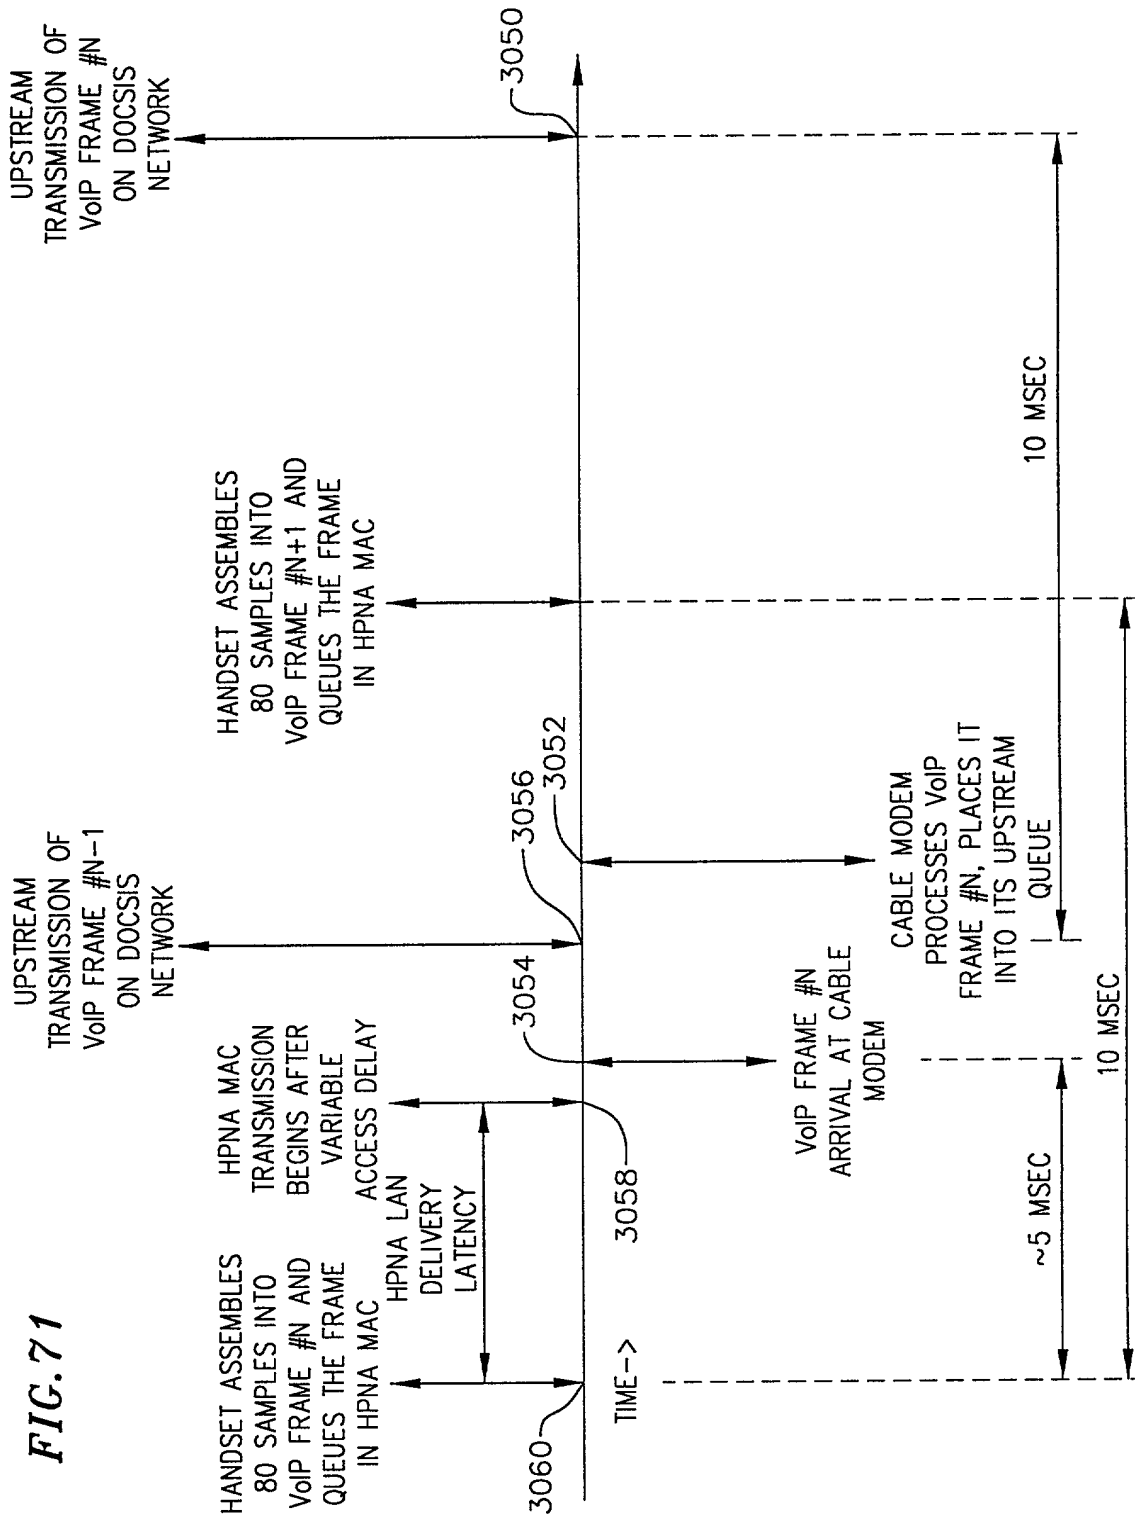 FIG. 71
HANDSET ASSEMBLES
80 SAMPLES INTO
VoIP FRAME #N AND
QUEUES THE FRAME
IN HPNA MAC
HPNA LAN
DELIVERY
LATENCY
HPNA MAC
TRANSMISSION
BEGINS AFTER
VARIABLE
ACCESS DELAY
UPSTREAM
TRANSMISSION OF
VoIP FRAME #N-1
ON DOCSIS
NETWORK
HANDSET ASSEMBLES
80 SAMPLES INTO
VoIP FRAME #N+1 AND
QUEUES THE FRAME
IN HPNA MAC
UPSTREAM
TRANSMISSION OF
VoIP FRAME #N
ON DOCSIS
NETWORK
3060
3058
3054
3056
3052
3050
TIME->
VoIP FRAME #N
ARRIVAL AT CABLE
MODEM
CABLE MODEM
PROCESSES VoIP
FRAME #N, PLACES IT
INTO ITS UPSTREAM
QUEUE
~5 MSEC
10 MSEC
10 MSEC